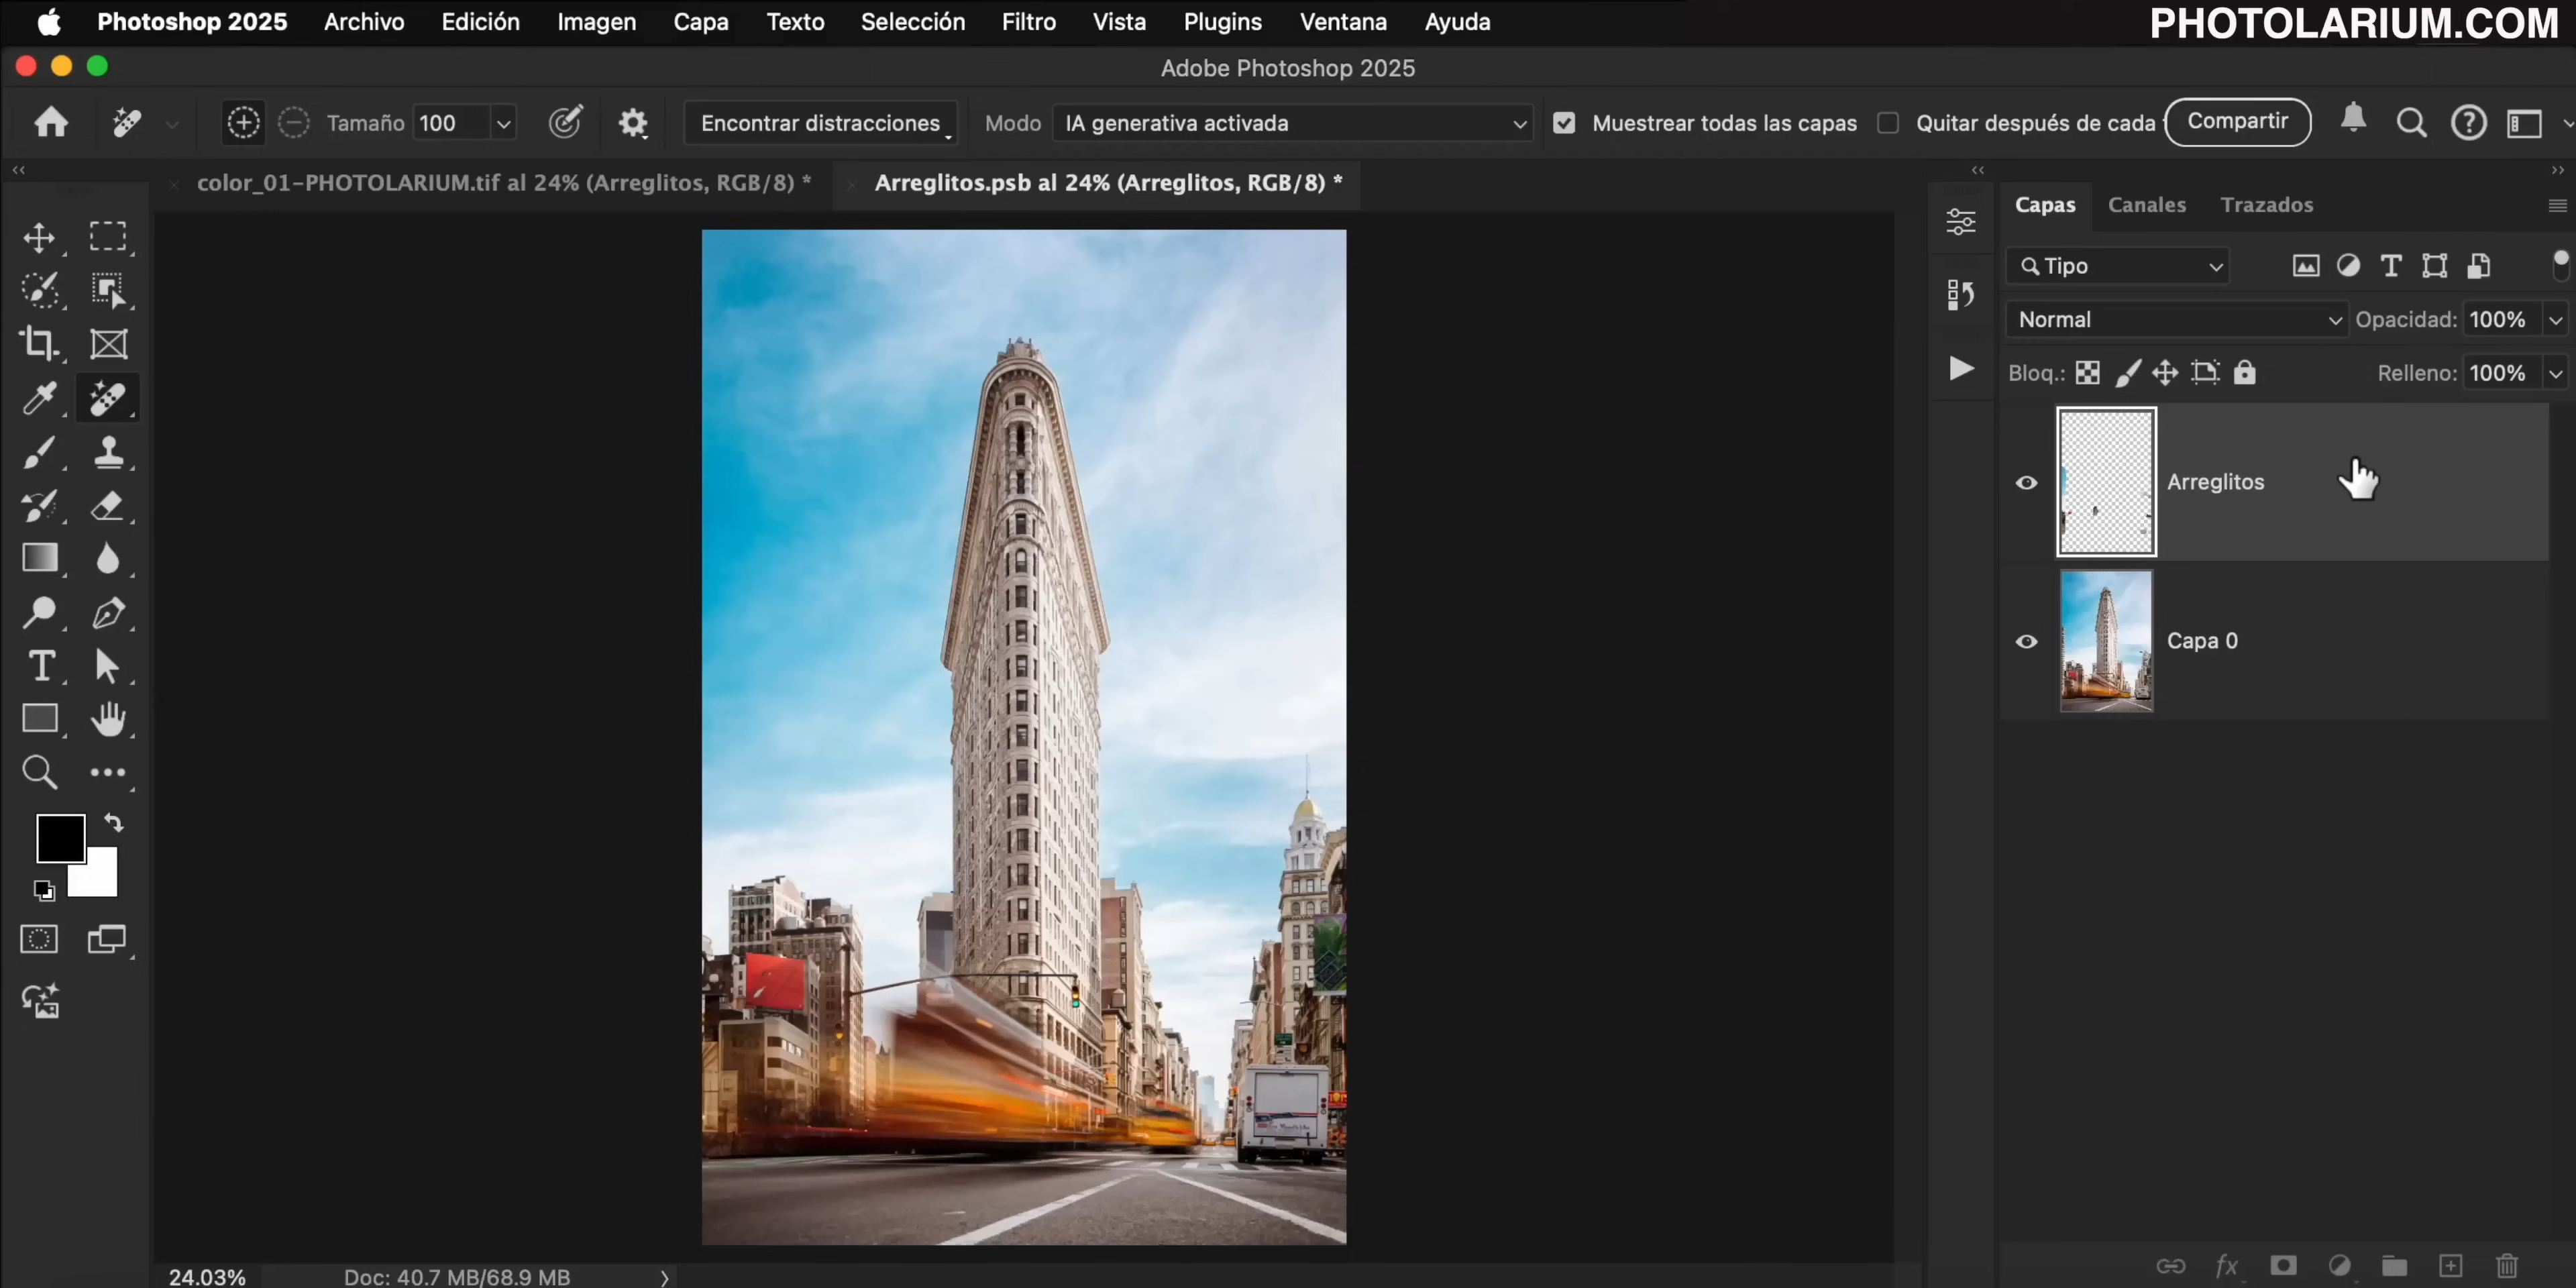 Photoshop 2025 Archivo Edición Imagen Capa Texto Selección Filtro Vista Plugins Ventana Ayuda
PHOTOLARIUM.COM
Adobe Photoshop 2025
Tamaño 100 Encontrar distracciones Modo IA generativa activada Muestrear todas las capas Quitar después de cada Compartir
color_01-PHOTOLARIUM.tif al 24% (Arreglitos, RGB/8) *
Arreglitos.psb al 24% (Arreglitos, RGB/8) *
Capas Canales Trazados
Tipo
Normal Opacidad: 100%
Bloq.: Relleno: 100%
Arreglitos
Capa 0
24.03% Doc: 40.7 MB/68.9 MB